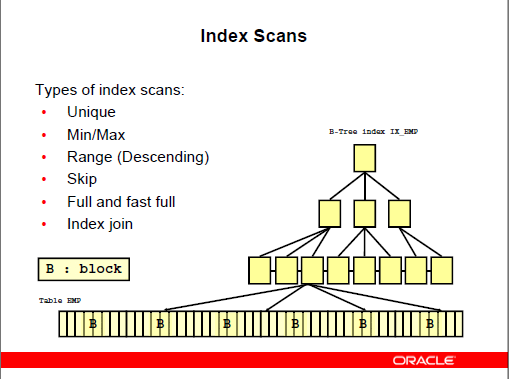 Index Scans
Types of index scans:
• Unique
• Min/Max
• Range (Descending)
• Skip
• Full and fast full
• Index join
B-Tree index IX_EMP
B : block
Table EMP
B B B B B B
ORACLE